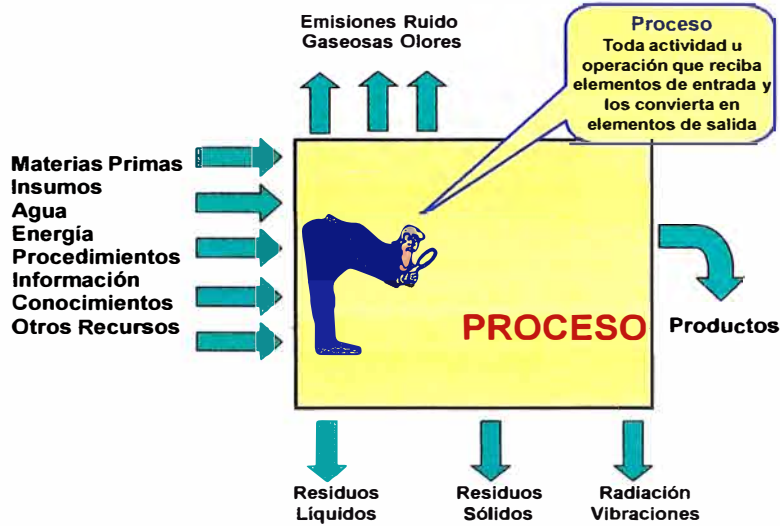 Emisiones Ruido
Gaseosas Olores
Proceso
Toda actividad u
operación que reciba
elementos de entrada y
los convierta en
elementos de salida
Materias Primas
Insumos
Agua
Energía
Procedimientos
Información
Conocimientos
Otros Recursos
PROCESO
Productos
Residuos
Líquidos
Residuos
Sólidos
Radiación
Vibraciones